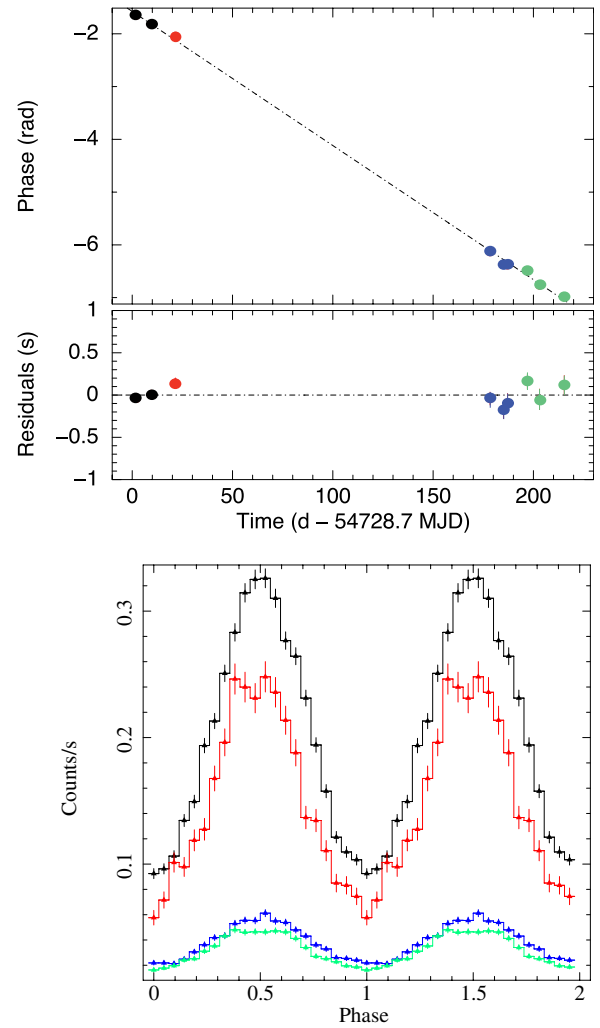 −2
−4
−6
Phase (rad)
1
0.5
0
−0.5
−1
Residuals (s)
0 50 100 150 200
Time (d − 54728.7 MJD)
0.3
0.2
0.1
Counts/s
0 0.5 1 1.5 2
Phase